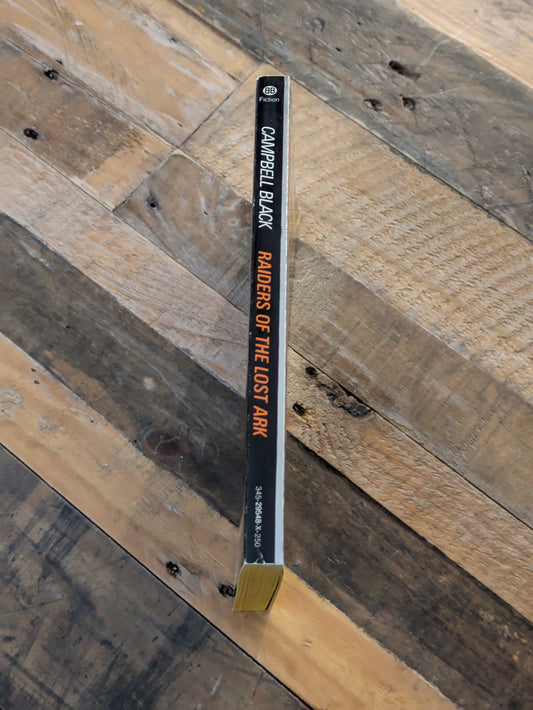 BB
Fiction
CAMPBELL BLACK
RAIDERS OF THE LOST ARK
345-29548-X-250